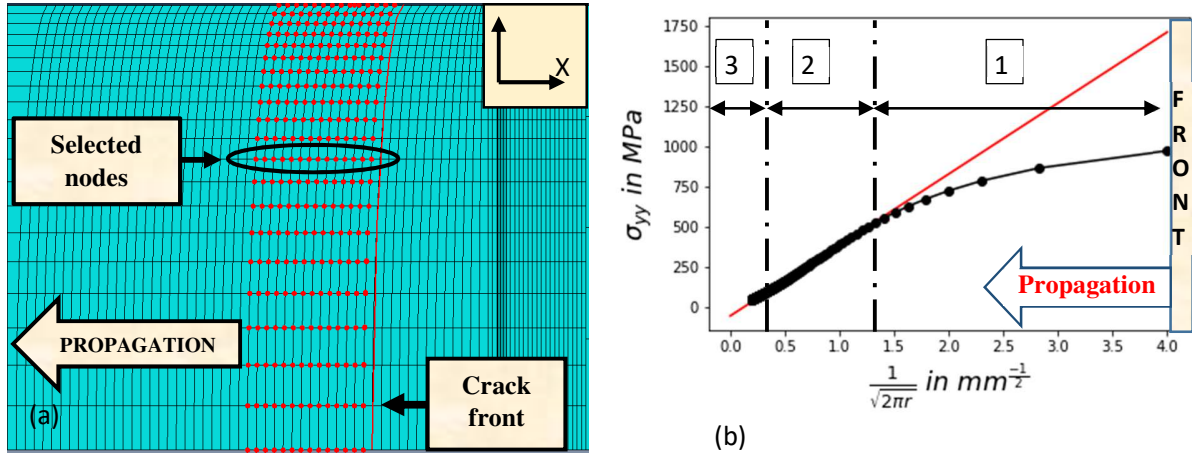 X
Selected
nodes
PROPAGATION
Crack
front
(a)
1750
1500
1250
1000
750
500
250
0
σyy in MPa
3
2
1
F
R
O
N
T
Propagation
0.0 0.5 1.0 1.5 2.0 2.5 3.0 3.5 4.0
1/√2πr in mm^-1/2
(b)